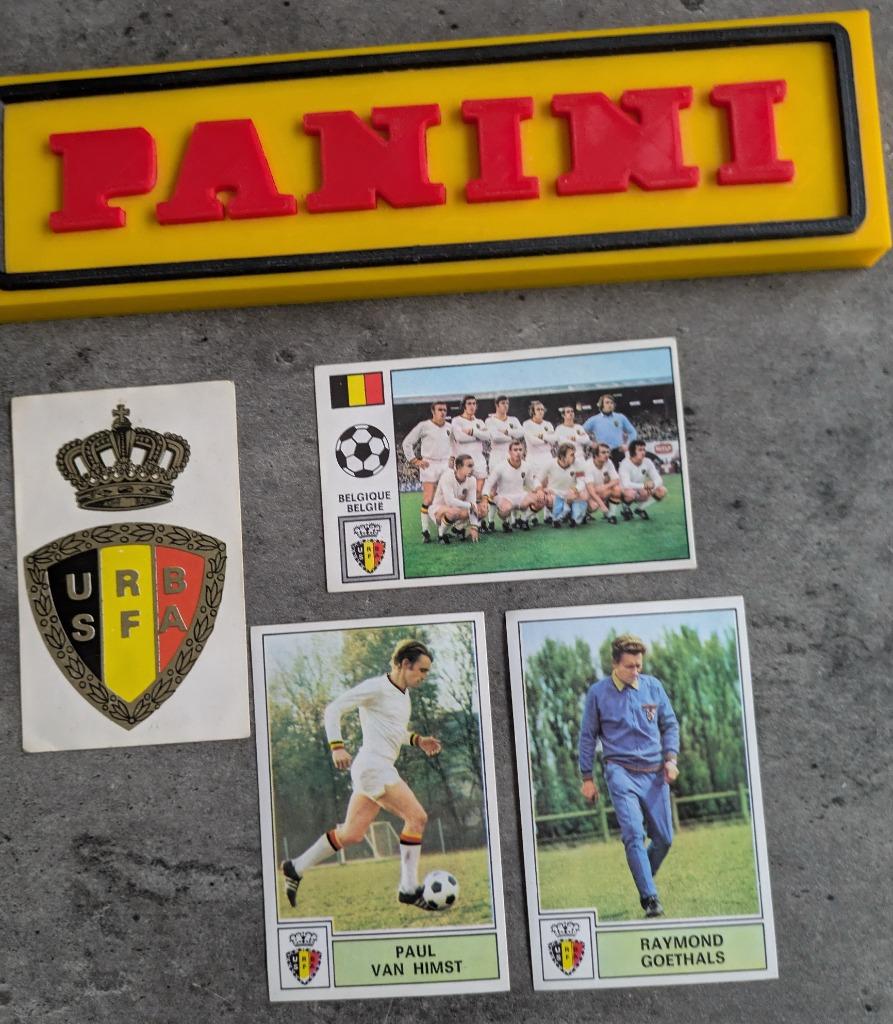 PANINI
BELGIQUE
BELGIË
U R B
S F A
U R B
S F A
PAUL
VAN HIMST
U R B
S F A
RAYMOND
GOETHALS
U R B
S F A